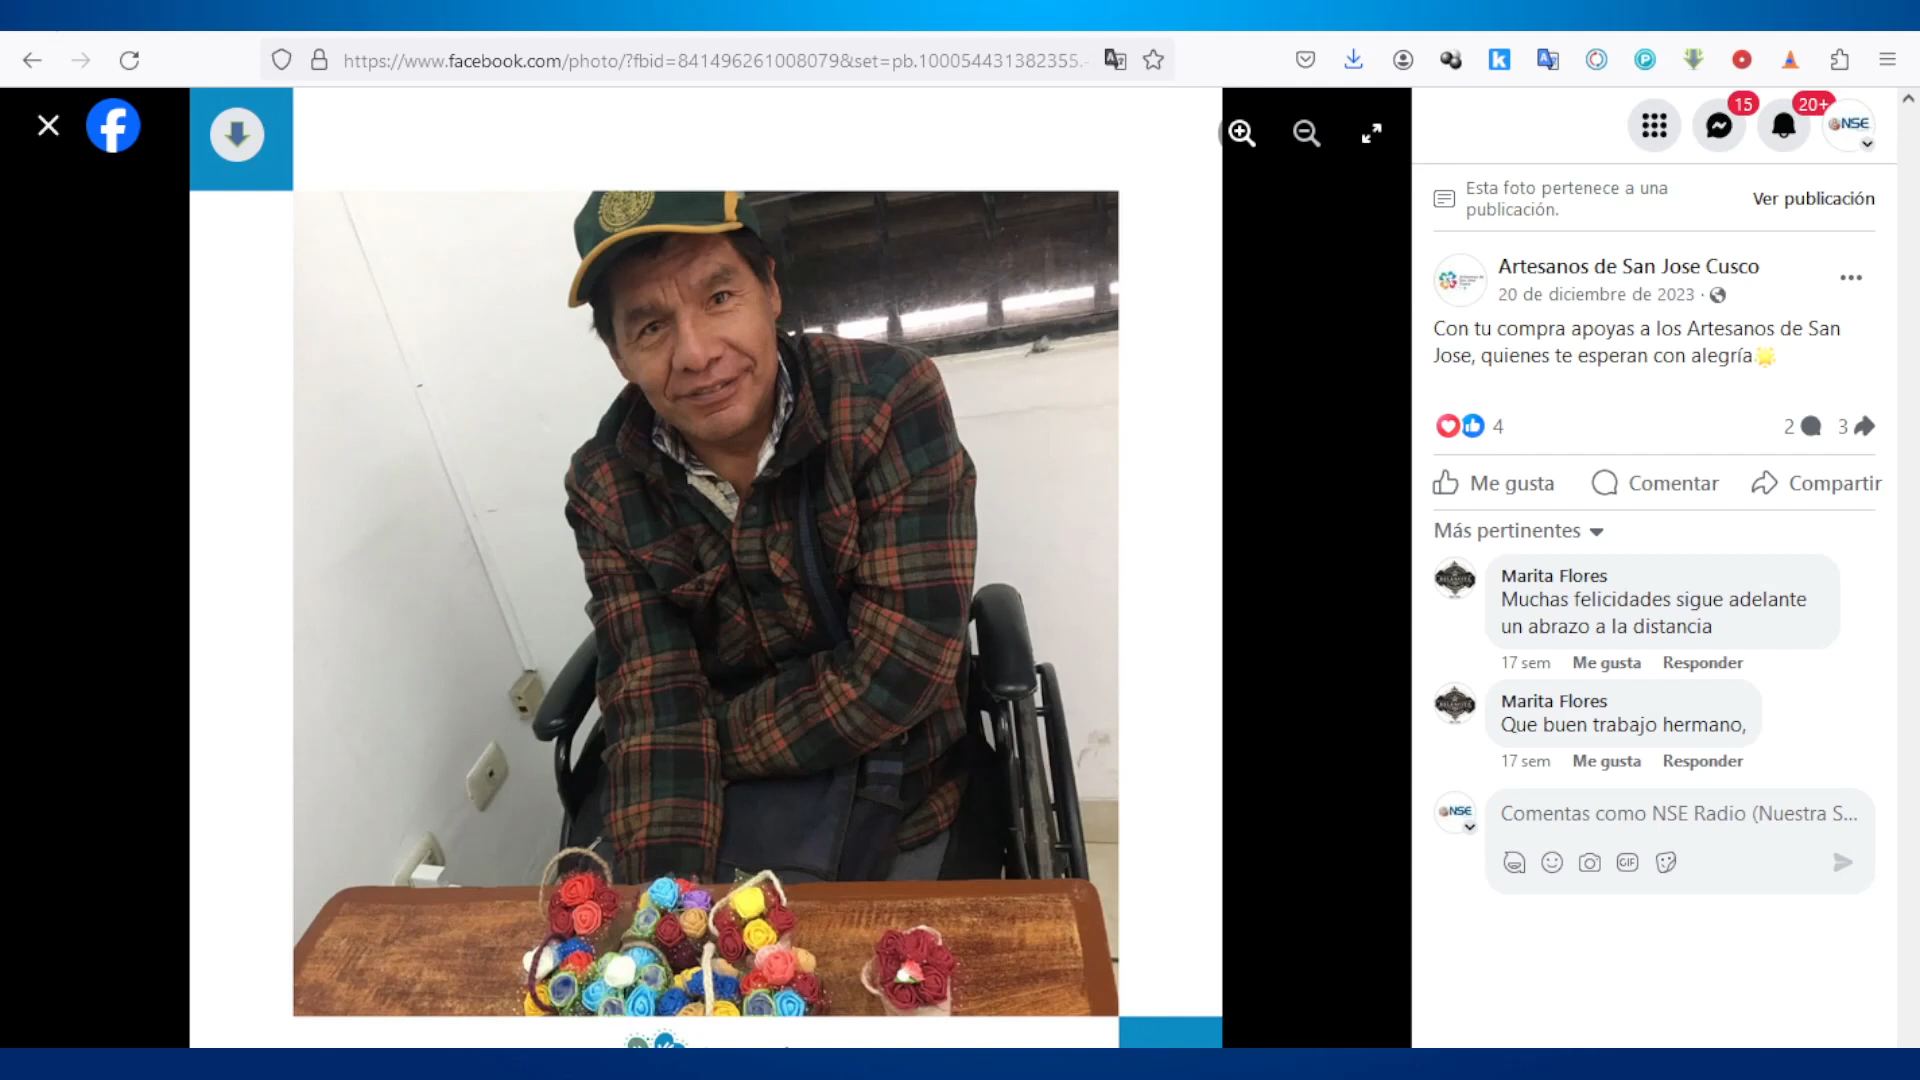 https://www.facebook.com/photo/?fbid=841496261008079&set=pb.100054431382355.-
15
20+
NSE
Esta foto pertenece a una
publicación.
Ver publicación
Artesanos de San Jose Cusco
20 de diciembre de 2023 ·
Con tu compra apoyas a los Artesanos de San
Jose, quienes te esperan con alegría
4
2
3
Me gusta
Comentar
Compartir
Más pertinentes
Marita Flores
Muchas felicidades sigue adelante
un abrazo a la distancia
17 sem Me gusta Responder
Marita Flores
Que buen trabajo hermano,
17 sem Me gusta Responder
NSE
Comentas como NSE Radio (Nuestra S...
GIF